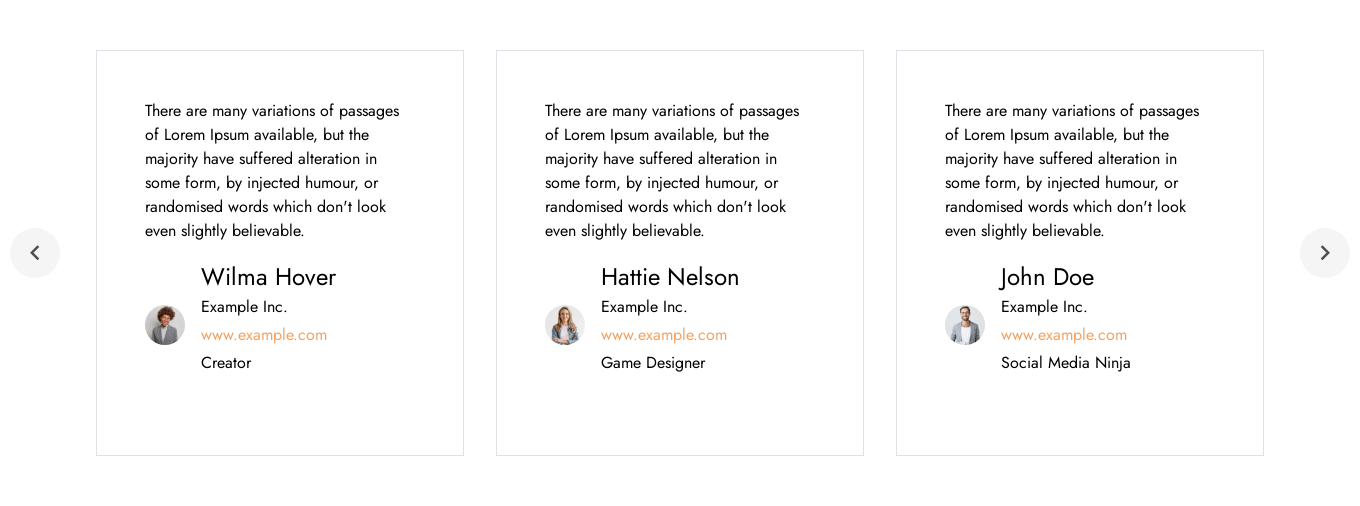 There are many variations of passages
of Lorem Ipsum available, but the
majority have suffered alteration in
some form, by injected humour, or
randomised words which don't look
even slightly believable.
Wilma Hover
Example Inc.
www.example.com
Creator
There are many variations of passages
of Lorem Ipsum available, but the
majority have suffered alteration in
some form, by injected humour, or
randomised words which don't look
even slightly believable.
Hattie Nelson
Example Inc.
www.example.com
Game Designer
There are many variations of passages
of Lorem Ipsum available, but the
majority have suffered alteration in
some form, by injected humour, or
randomised words which don't look
even slightly believable.
John Doe
Example Inc.
www.example.com
Social Media Ninja